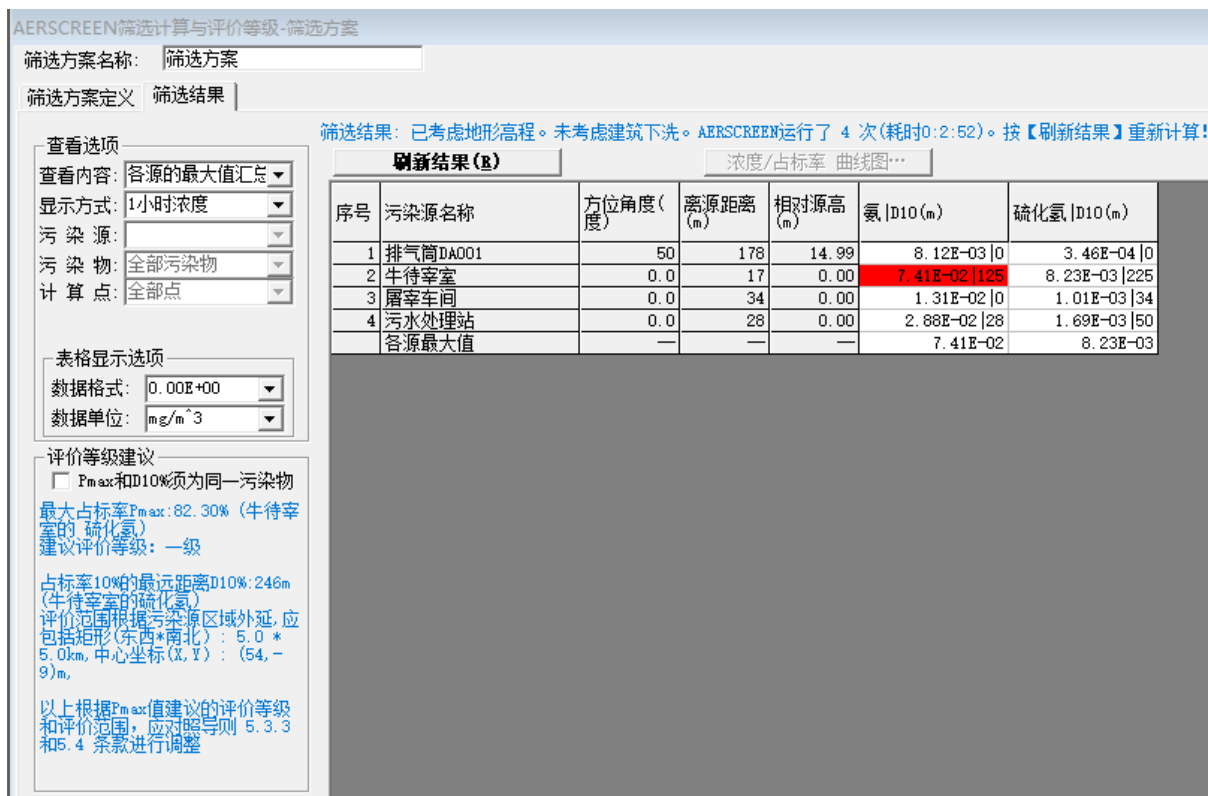 AERSCREEN筛选计算与评价等级-筛选方案
筛选方案名称: 筛选方案
筛选方案定义 筛选结果
筛选结果: 已考虑地形高程。未考虑建筑下洗。AERSCREEN运行了 4 次(耗时0:2:52)。按【刷新结果】重新计算!
刷新结果(R) 浓度/占标率 曲线图…
查看选项
查看内容: 各源的最大值汇总
显示方式: 1小时浓度
污 染 源:
污 染 物: 全部污染物
计 算 点: 全部点
表格显示选项
数据格式: 0.00E+00
数据单位: mg/m^3
评价等级建议
Pmax和D10%须为同一污染物
最大占标率Pmax:82.30% (牛待宰
室的 硫化氢)
建议评价等级: 一级
占标率10%的最远距离D10%:246m
(牛待宰室的硫化氢)
评价范围根据污染源区域外延,应
包括矩形(东西*南北): 5.0 *
5.0km,中心坐标(X,Y): (54,-
9)m,
以上根据Pmax值建议的评价等级
和评价范围,应对照导则 5.3.3
和5.4 条款进行调整
序号 污染源名称 方位角度(度) 离源距离(m) 相对源高(m) 氨|D10(m) 硫化氢|D10(m)
1 排气筒DA001 50 178 14.99 8.12E-03|0 3.46E-04|0
2 牛待宰室 0.0 17 0.00 7.41E-02|125 8.23E-03|225
3 屠宰车间 0.0 34 0.00 1.31E-02|0 1.01E-03|34
4 污水处理站 0.0 28 0.00 2.88E-02|28 1.69E-03|50
各源最大值 — — — 7.41E-02 8.23E-03